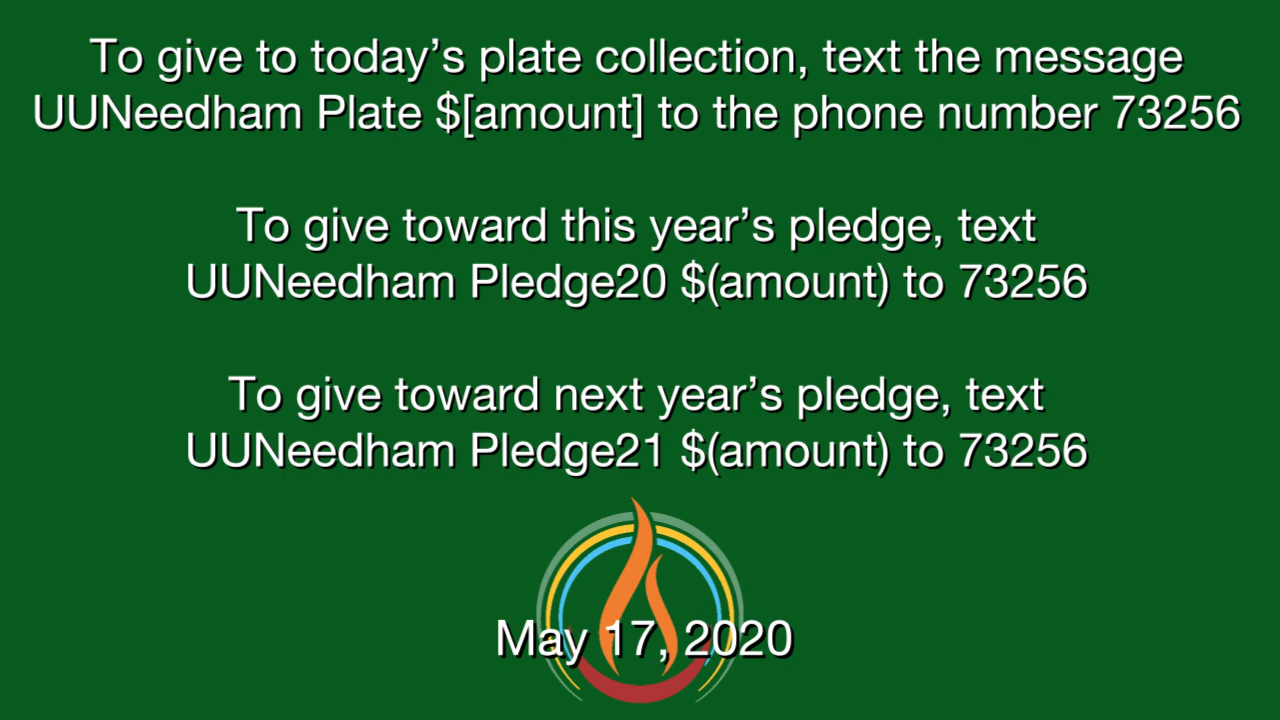 To give to today’s plate collection, text the message
UUNeedham Plate $[amount] to the phone number 73256
To give toward this year’s pledge, text
UUNeedham Pledge20 $(amount) to 73256
To give toward next year’s pledge, text
UUNeedham Pledge21 $(amount) to 73256
May 17, 2020